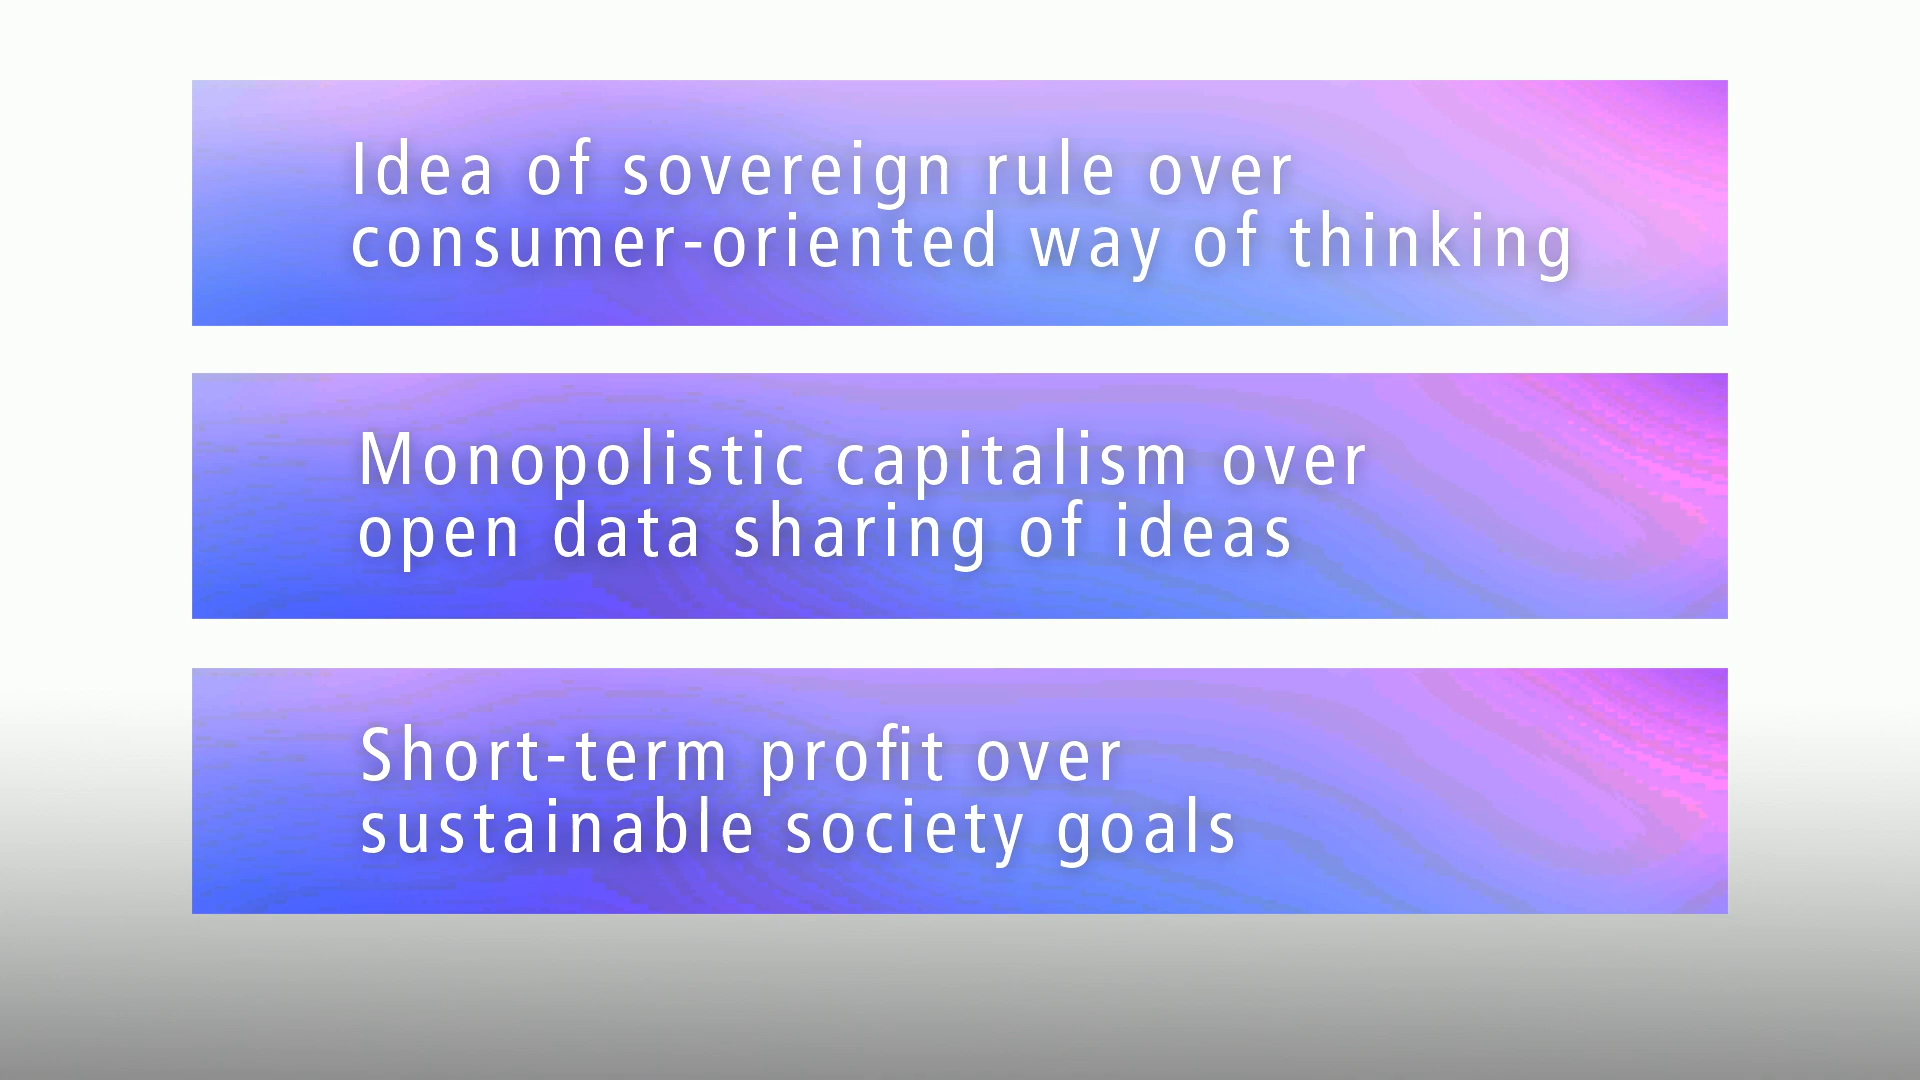 Idea of sovereign rule over
consumer-oriented way of thinking
Monopolistic capitalism over
open data sharing of ideas
Short-term profit over
sustainable society goals